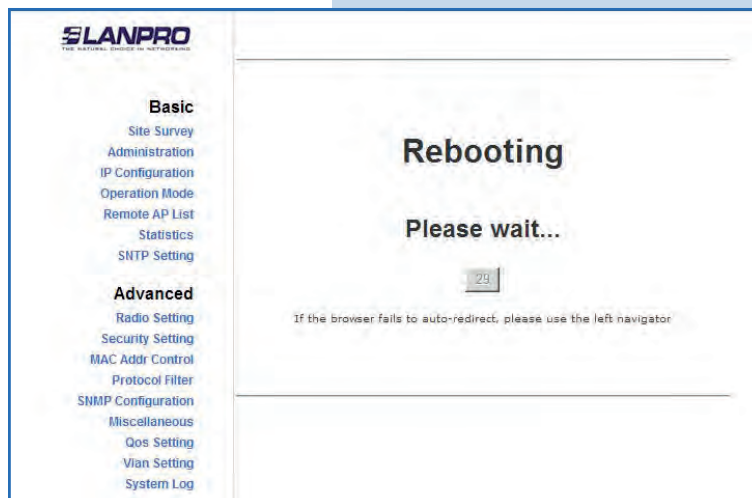 LANPRO
THE NATURAL CHOICE IN NETWORKING
Basic
Site Survey
Administration
IP Configuration
Operation Mode
Remote AP List
Statistics
SNTP Setting
Advanced
Radio Setting
Security Setting
MAC Addr Control
Protocol Filter
SNMP Configuration
Miscellaneous
Qos Setting
Vlan Setting
System Log
Rebooting
Please wait...
29
If the browser fails to auto-redirect, please use the left navigator